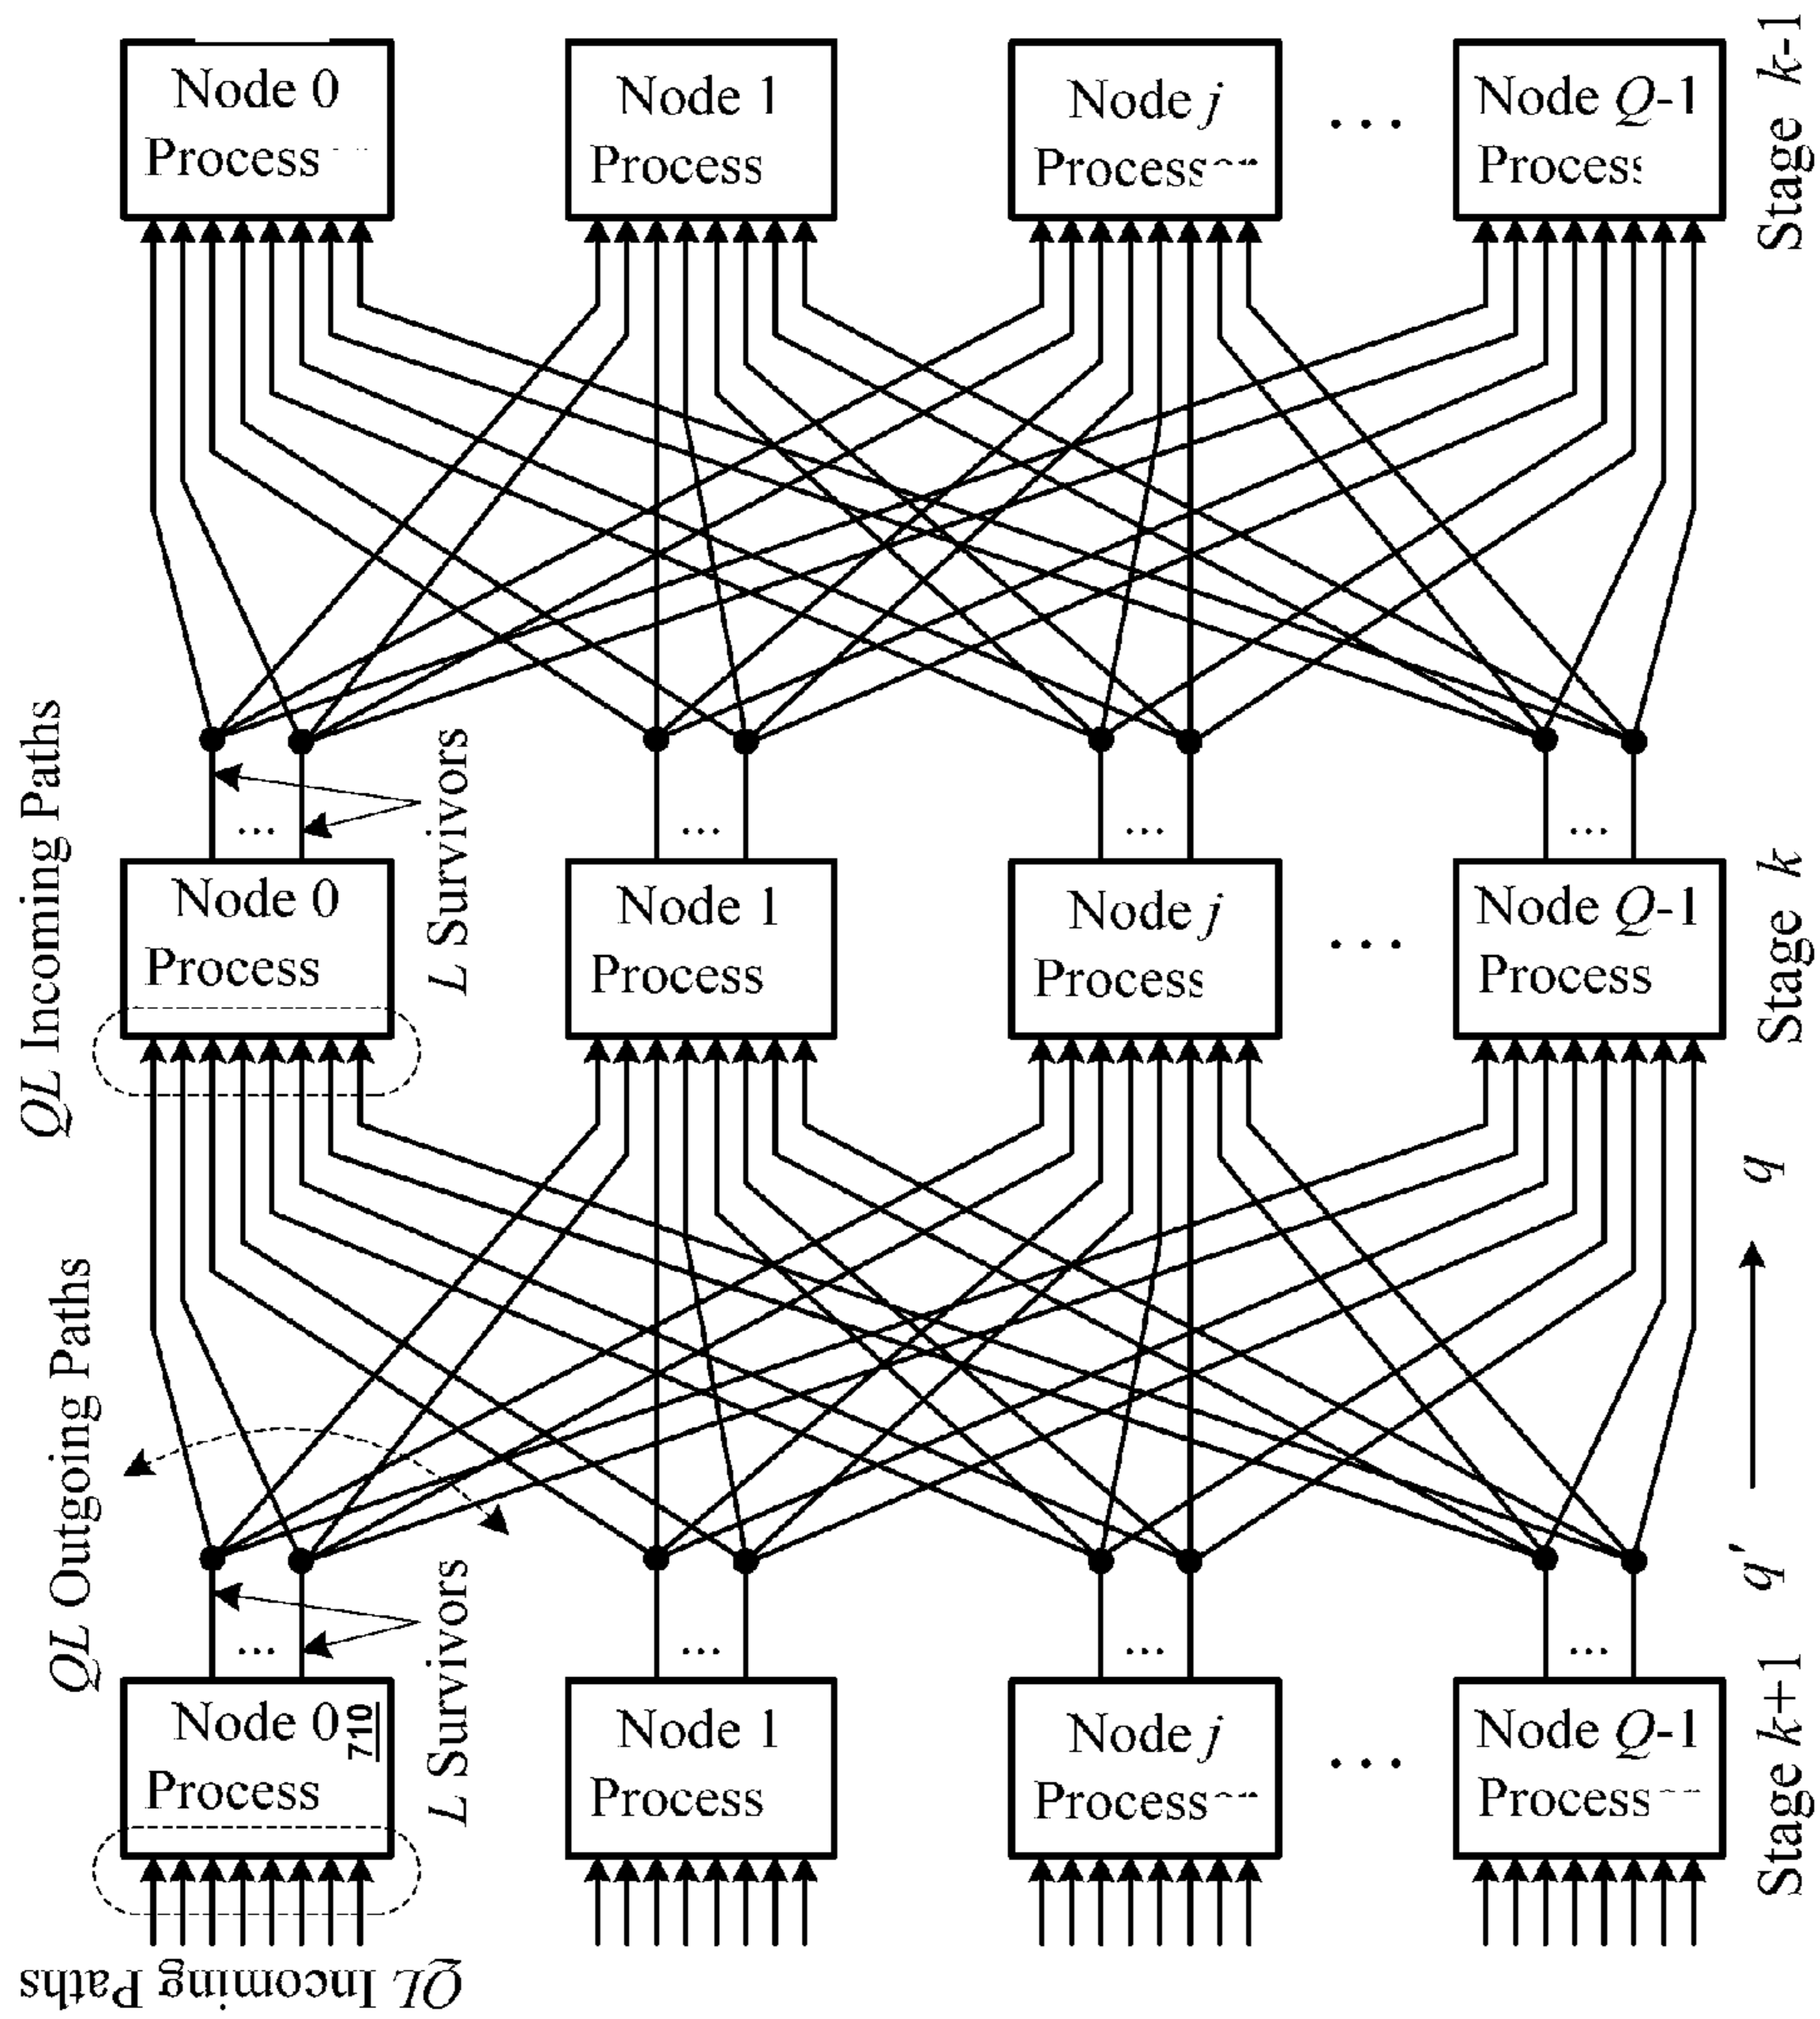 Node 0
Process
Node 1
Process
Node j
Process
...
Node Q-1
Process
Stage k-1
QL Incoming Paths
L Survivors
...
...
...
...
Node 0
Process
Node 1
Process
Node j
Process
...
Node Q-1
Process
Stage k
QL Outgoing Paths
q
q'
L Survivors
...
...
...
...
Node 0
Process
710
Node 1
Process
Node j
Process
...
Node Q-1
Process
Stage k+1
QL Incoming Paths